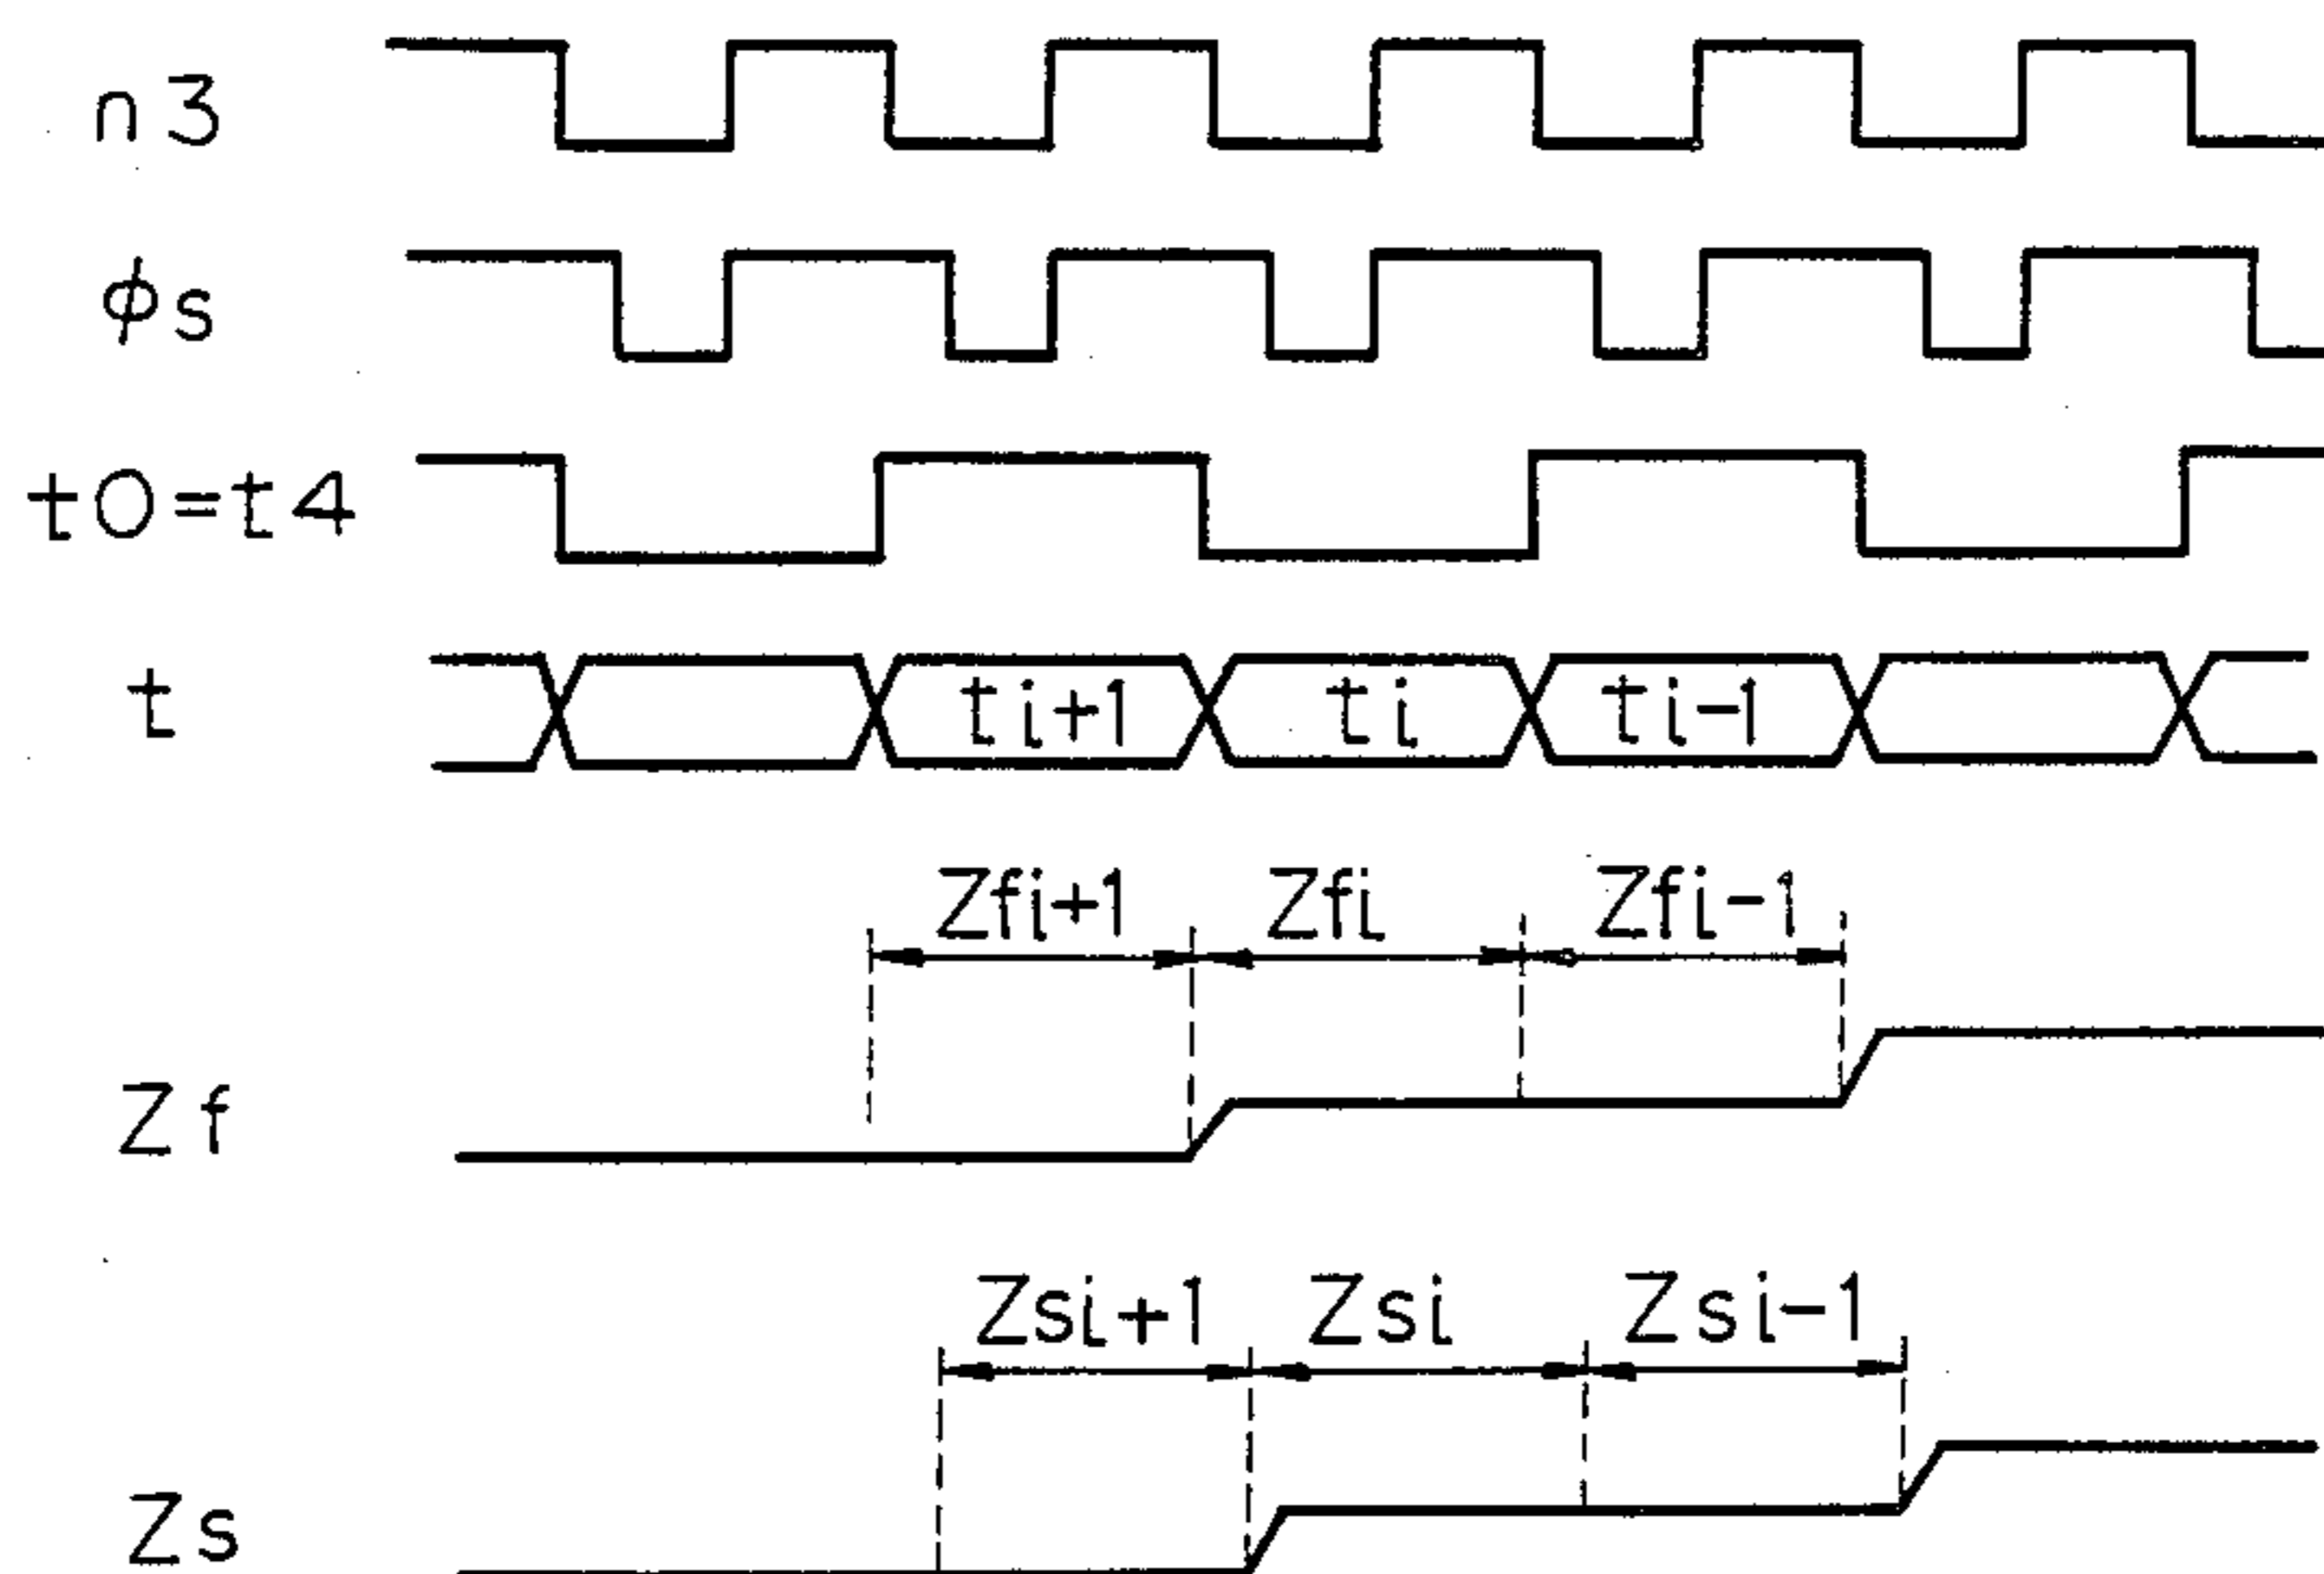 n3
ϕs
t0=t4
t
ti+1 ti ti-1
Zfi+1 Zfi Zfi-1
Zf
Zsi+1 Zsi Zsi-1
Zs